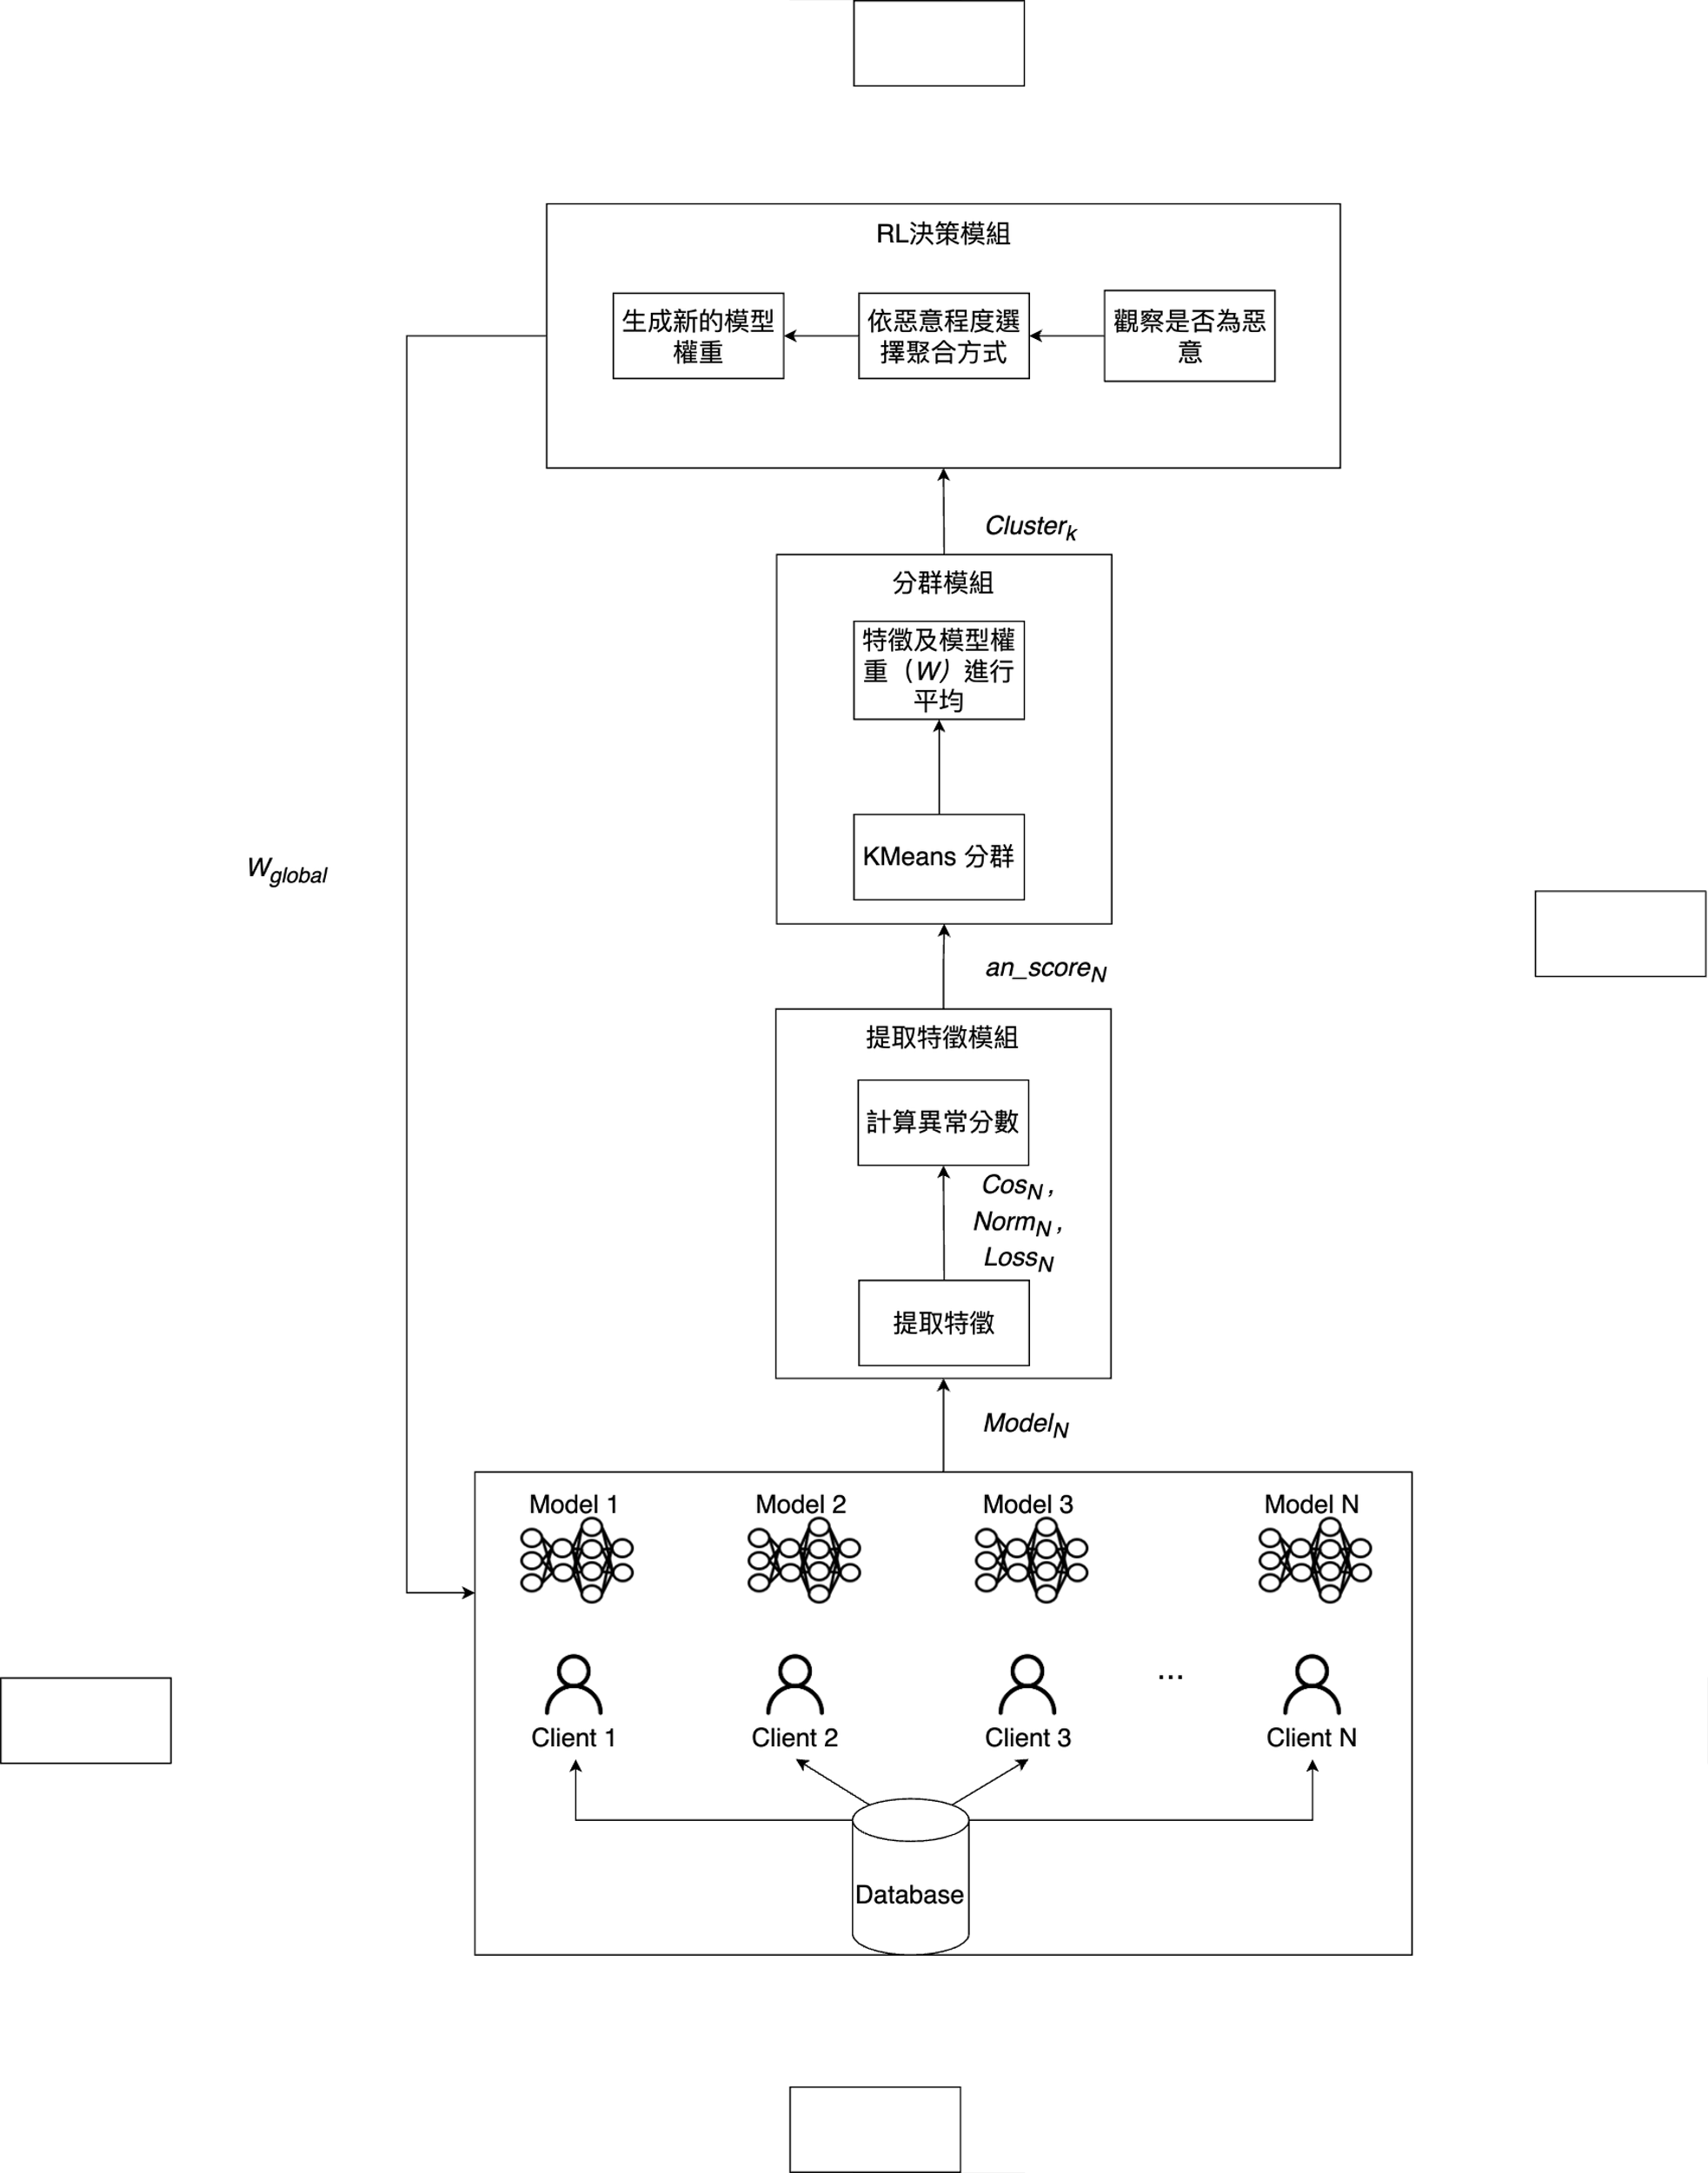 RL決策模組
生成新的模型
權重
依惡意程度選
擇聚合方式
觀察是否為惡
意
Cluster_k
分群模組
特徵及模型權
重（W）進行
平均
KMeans 分群
W_global
an_score_N
提取特徵模組
計算異常分數
Cos_N ,
Norm_N ,
Loss_N
提取特徵
Model_N
Model 1
Model 2
Model 3
Model N
...
Client 1
Client 2
Client 3
Client N
Database